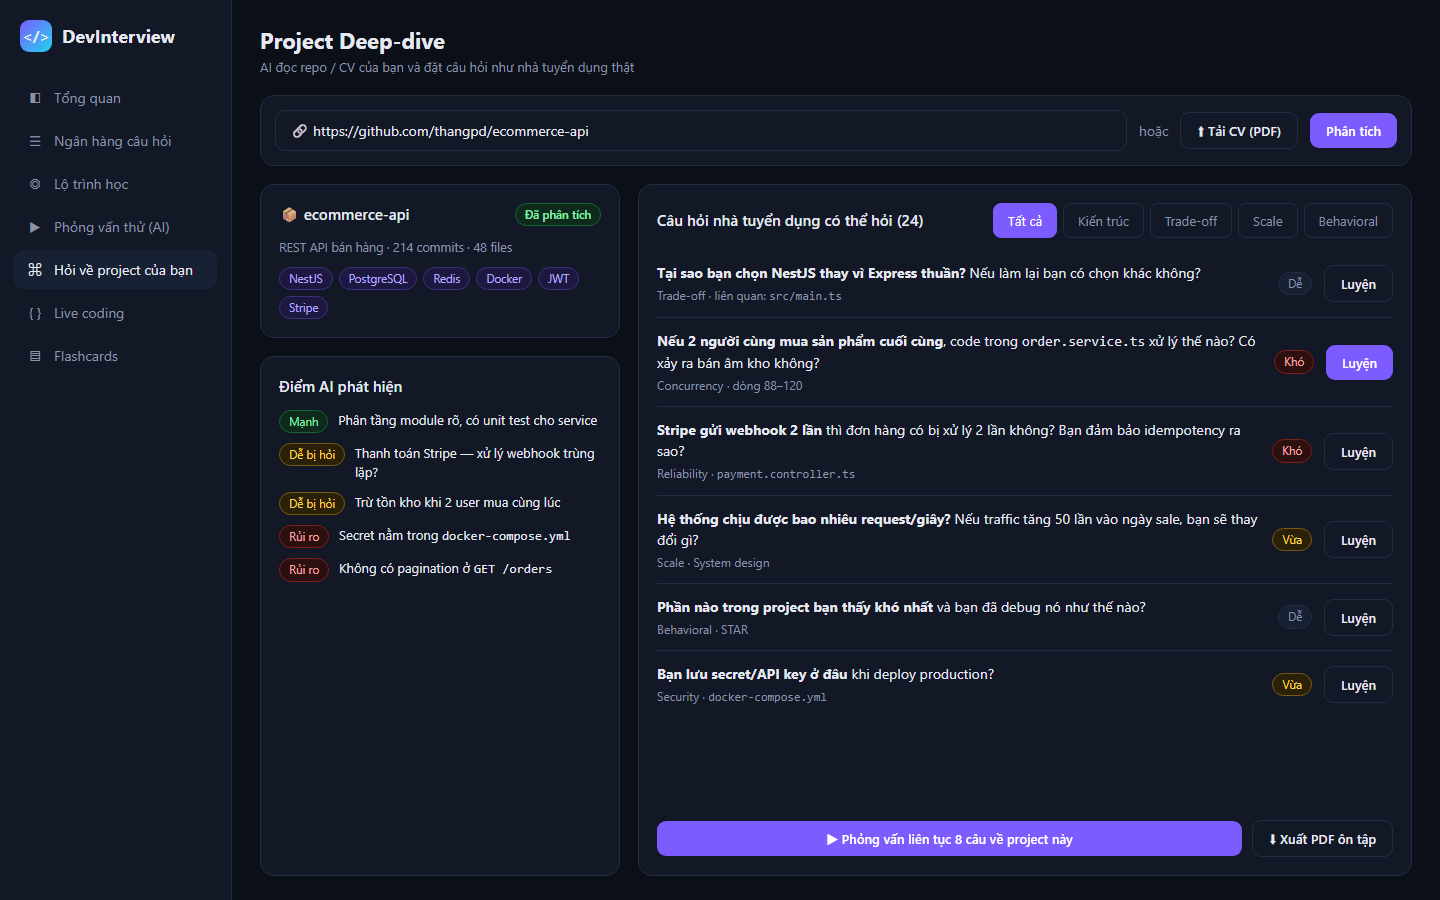 </> DevInterview
Tổng quan
Ngân hàng câu hỏi
Lộ trình học
Phỏng vấn thử (AI)
Hỏi về project của bạn
{ } Live coding
Flashcards
Project Deep-dive
AI đọc repo / CV của bạn và đặt câu hỏi như nhà tuyển dụng thật
https://github.com/thangpd/ecommerce-api
hoặc
Tải CV (PDF)
Phân tích
ecommerce-api
Đã phân tích
REST API bán hàng · 214 commits · 48 files
NestJS PostgreSQL Redis Docker JWT
Stripe
Điểm AI phát hiện
Mạnh Phân tầng module rõ, có unit test cho service
Dễ bị hỏi Thanh toán Stripe — xử lý webhook trùng
lặp?
Dễ bị hỏi Trừ tồn kho khi 2 user mua cùng lúc
Rủi ro Secret nằm trong docker-compose.yml
Rủi ro Không có pagination ở GET /orders
Câu hỏi nhà tuyển dụng có thể hỏi (24)
Tất cả Kiến trúc Trade-off Scale Behavioral
Tại sao bạn chọn NestJS thay vì Express thuần? Nếu làm lại bạn có chọn khác không?
Trade-off · liên quan: src/main.ts
Dễ Luyện
Nếu 2 người cùng mua sản phẩm cuối cùng, code trong order.service.ts xử lý thế nào? Có
xảy ra bán âm kho không?
Concurrency · dòng 88–120
Khó Luyện
Stripe gửi webhook 2 lần thì đơn hàng có bị xử lý 2 lần không? Bạn đảm bảo idempotency ra
sao?
Reliability · payment.controller.ts
Khó Luyện
Hệ thống chịu được bao nhiêu request/giây? Nếu traffic tăng 50 lần vào ngày sale, bạn sẽ thay
đổi gì?
Scale · System design
Vừa Luyện
Phần nào trong project bạn thấy khó nhất và bạn đã debug nó như thế nào?
Behavioral · STAR
Dễ Luyện
Bạn lưu secret/API key ở đâu khi deploy production?
Security · docker-compose.yml
Vừa Luyện
Phỏng vấn liên tục 8 câu về project này
Xuất PDF ôn tập